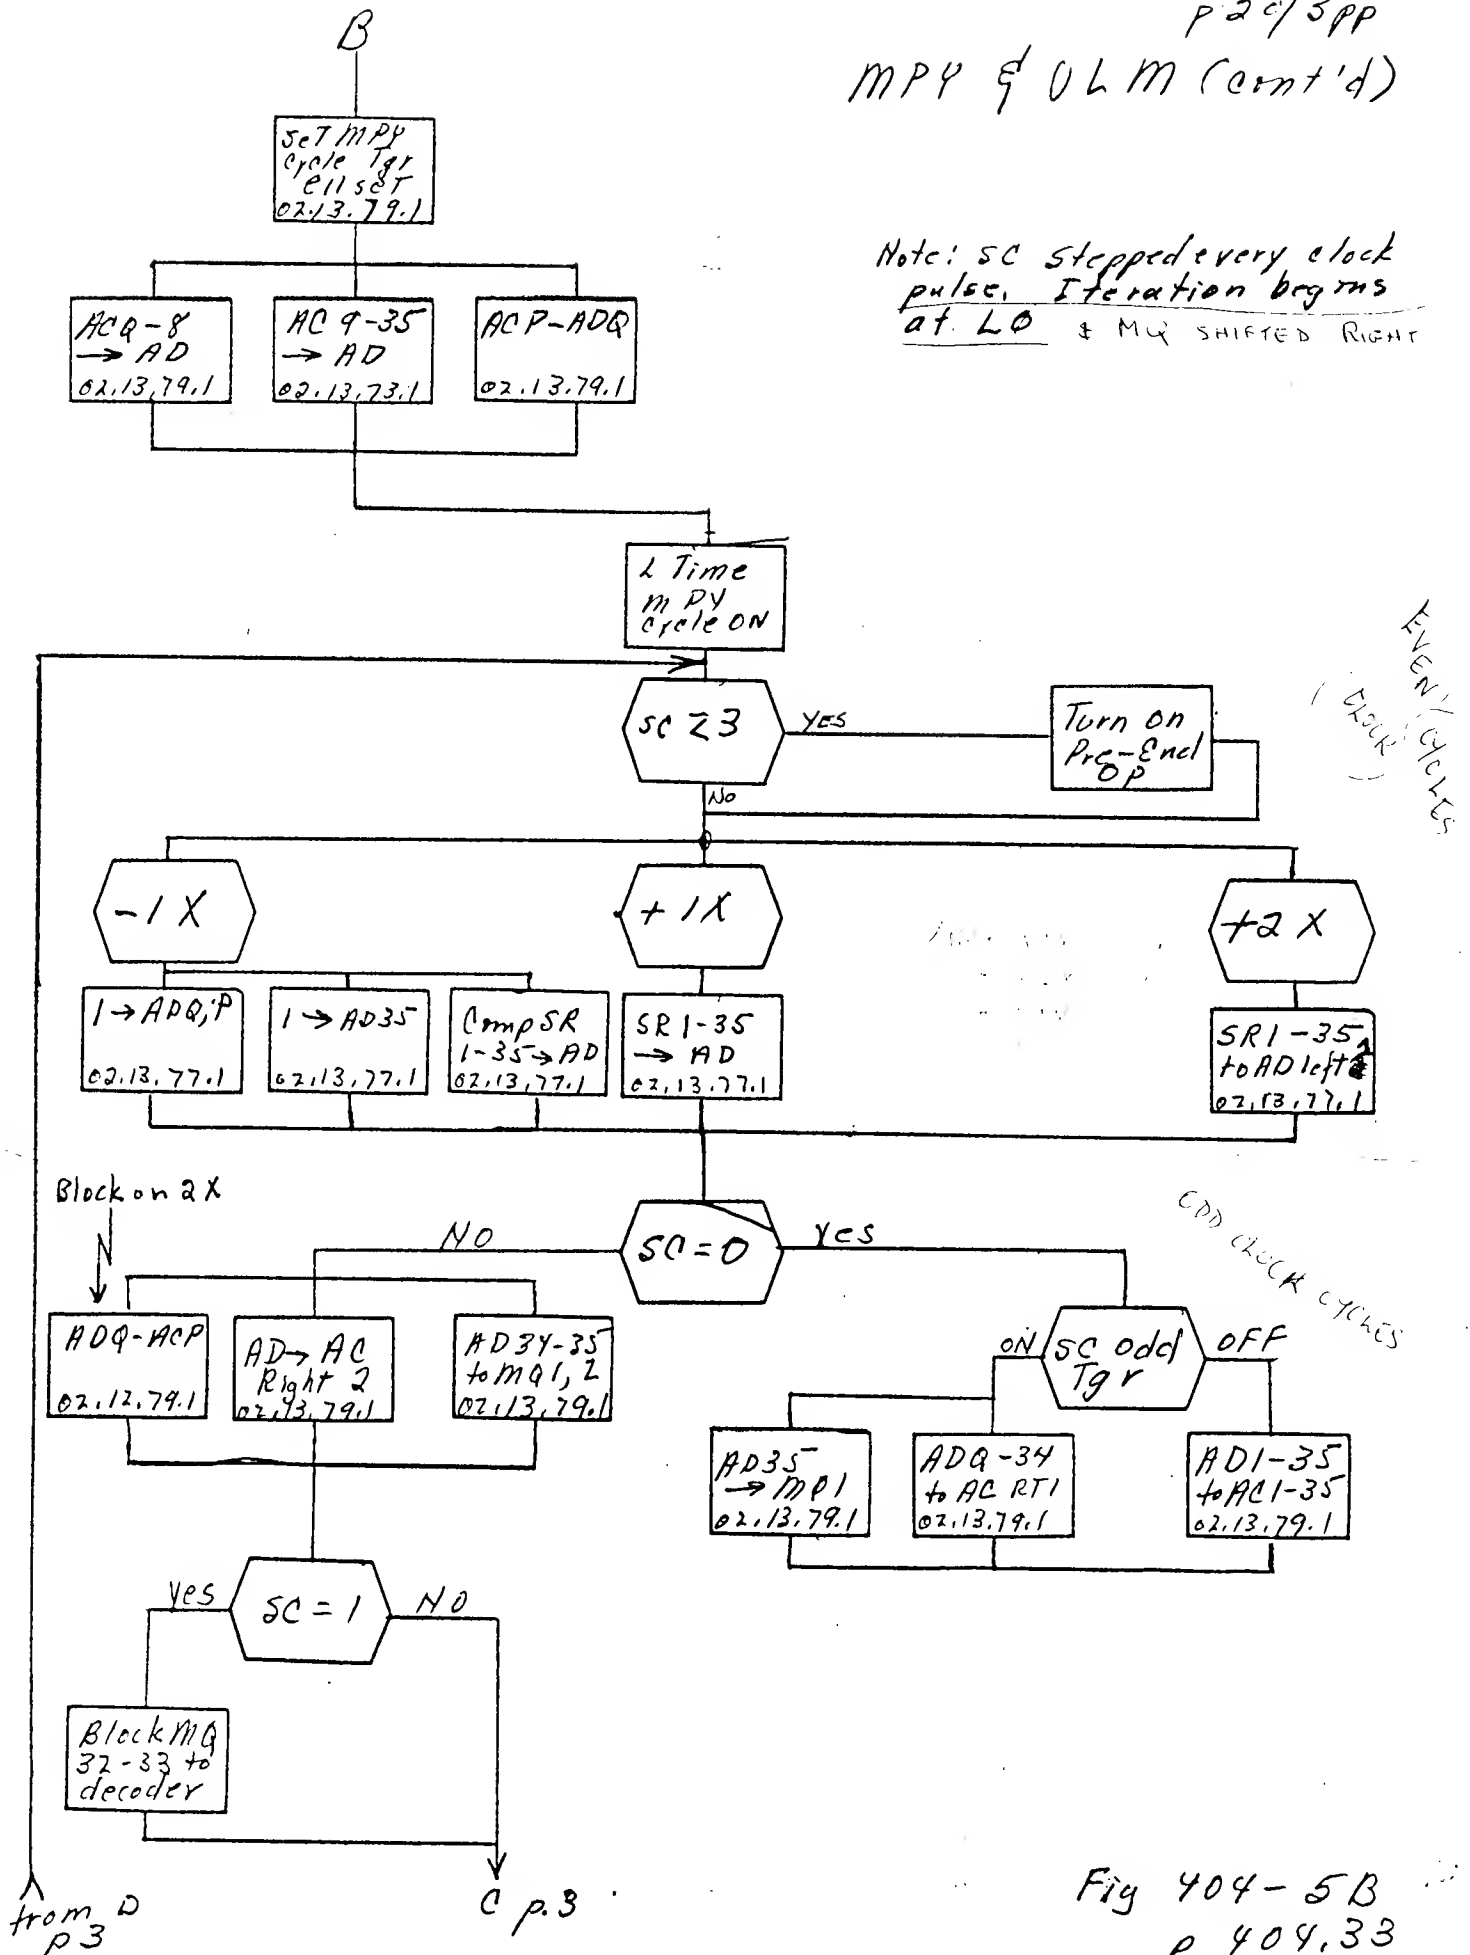 B
p 2 of 3 pp
MPY & VLM (cont'd)
Set MPY
cycle Tgr
E11 set
02.13.79.1
Note: SC stepped every clock
pulse. Iteration begins
at L0 & MQ SHIFTED RIGHT
ACQ-8
→ AD
02.13.79.1
AC 9-35
→ AD
02.13.73.1
ACP-ADQ
02.13.79.1
L Time
MPY
cycle ON
SC ≤ 3
YES
Turn on
Pre-End
OP
No
EVEN
CLOCK
CYCLES
-1 X
+ 1X
+2 X
1 → ADQ, P
02.13.77.1
1 → AD35
02.13.77.1
Comp SR
1-35 → AD
02.13.77.1
SR 1-35
→ AD
02.13.77.1
SR1-35
to AD left
02.13.77.1
Block on 2X
NO
SC = 0
Yes
ODD CLOCK CYCLES
ADQ-ACP
02.12.79.1
AD → AC
Right 2
02.13.79.1
AD 34-35
to MQ1, 2
02.13.79.1
ON
SC odd
Tgr
OFF
AD35
→ MQ1
02.13.79.1
ADQ-34
to AC RT1
02.13.79.1
AD1-35
to AC1-35
02.13.79.1
Yes
SC = 1
NO
Block MQ
32-33 to
decoder
from D
p 3
C p.3
Fig 404-5B
p 404.33